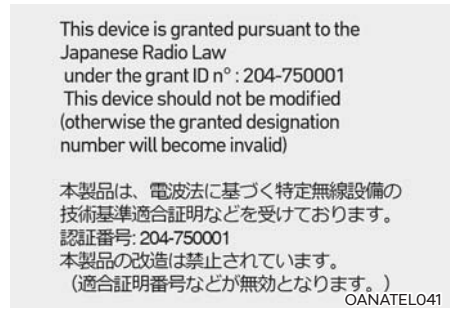 This device is granted pursuant to the
Japanese Radio Law
under the grant ID n° : 204-750001
This device should not be modified
(otherwise the granted designation
number will become invalid)
本製品は、電波法に基づく特定無線設備の
技術基準適合証明などを受けております。
認証番号: 204-750001
本製品の改造は禁止されています。
（適合証明番号などが無効となります。）
OANATEL041